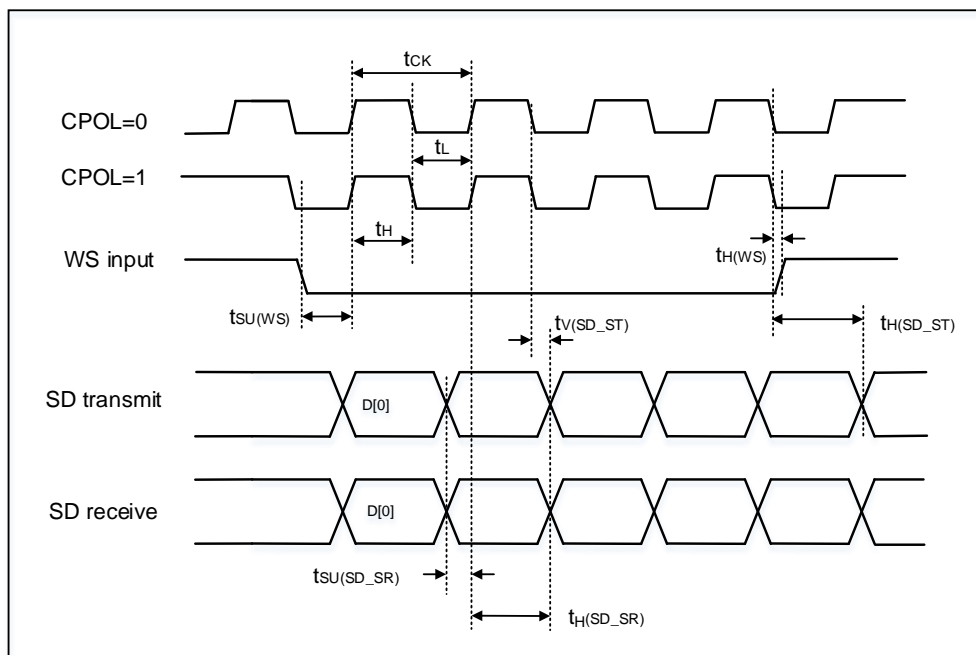 tCK
CPOL=0
tL
CPOL=1
tH
tH(WS)
WS input
tSU(WS)
tV(SD_ST)
tH(SD_ST)
SD transmit
D[0]
SD receive
D[0]
tSU(SD_SR)
tH(SD_SR)